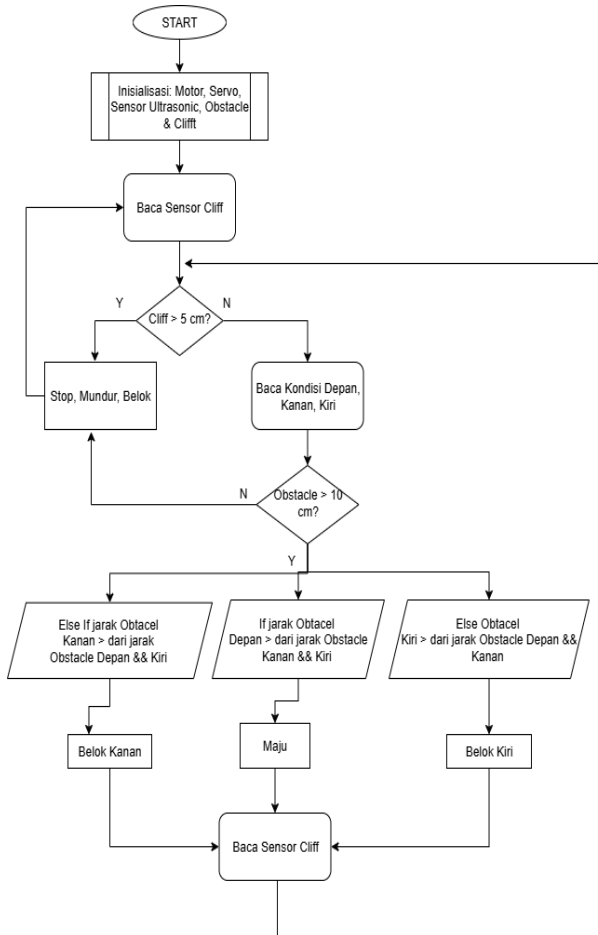 START
Inisialisasi: Motor, Servo,
Sensor Ultrasonic, Obstacle
& Clifft
Baca Sensor Cliff
Y
N
Cliff > 5 cm?
Stop, Mundur, Belok
Baca Kondisi Depan,
Kanan, Kiri
N
Obstacle > 10
cm?
Y
Else If jarak Obtacel
Kanan > dari jarak
Obstacle Depan && Kiri
If jarak Obtacel
Depan > dari jarak Obstacle
Kanan && Kiri
Else Obtacel
Kiri > dari jarak Obstacle Depan &&
Kanan
Belok Kanan
Maju
Belok Kiri
Baca Sensor Cliff